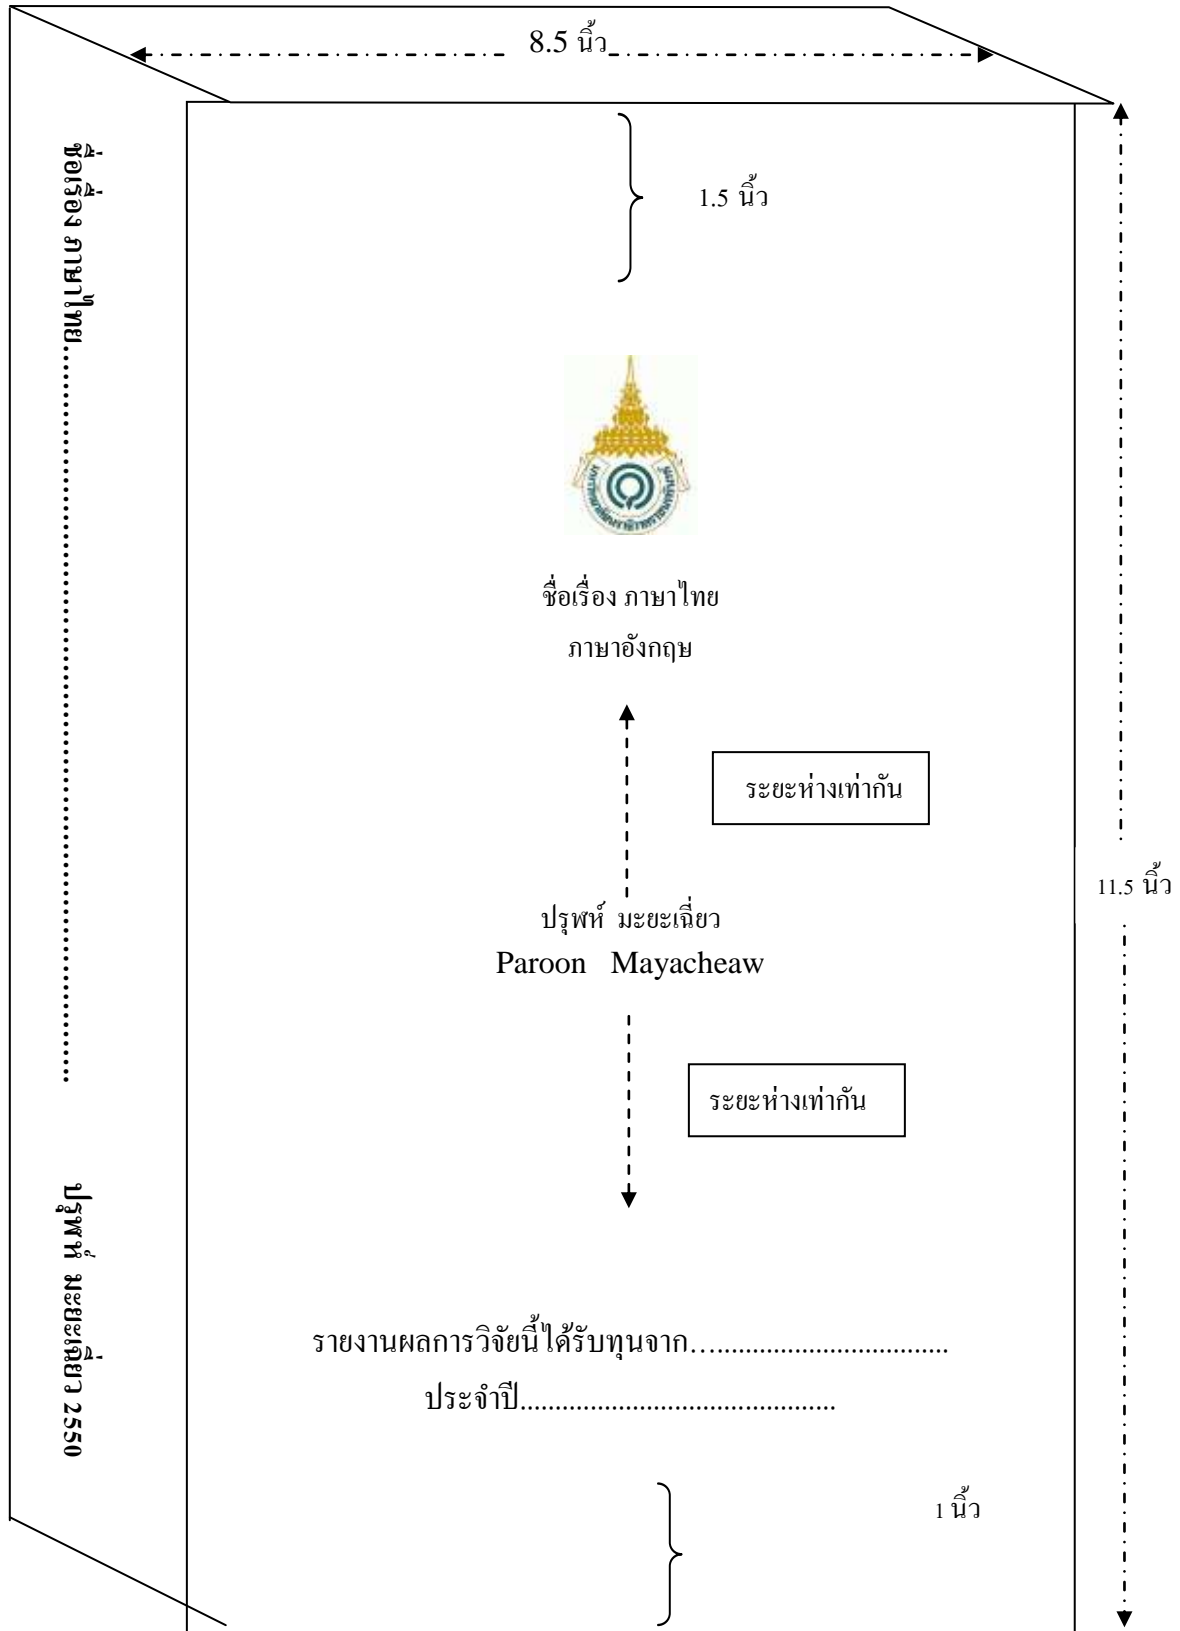 8.5 นิ้ว
1.5 นิ้ว
ชื่อเรื่อง ภาษาไทย
ภาษาอังกฤษ
ระยะห่างเท่ากัน
11.5 นิ้ว
ปรุฬห์ มะยะเฉี่ยว
Paroon Mayacheaw
ระยะห่างเท่ากัน
รายงานผลการวิจัยนี้ได้รับทุนจาก....................................
ประจำปี.............................................
1 นิ้ว
ชื่อเรื่อง ภาษาไทย.......................................................................................... ปรุฬห์ มะยะเฉี่ยว 2550